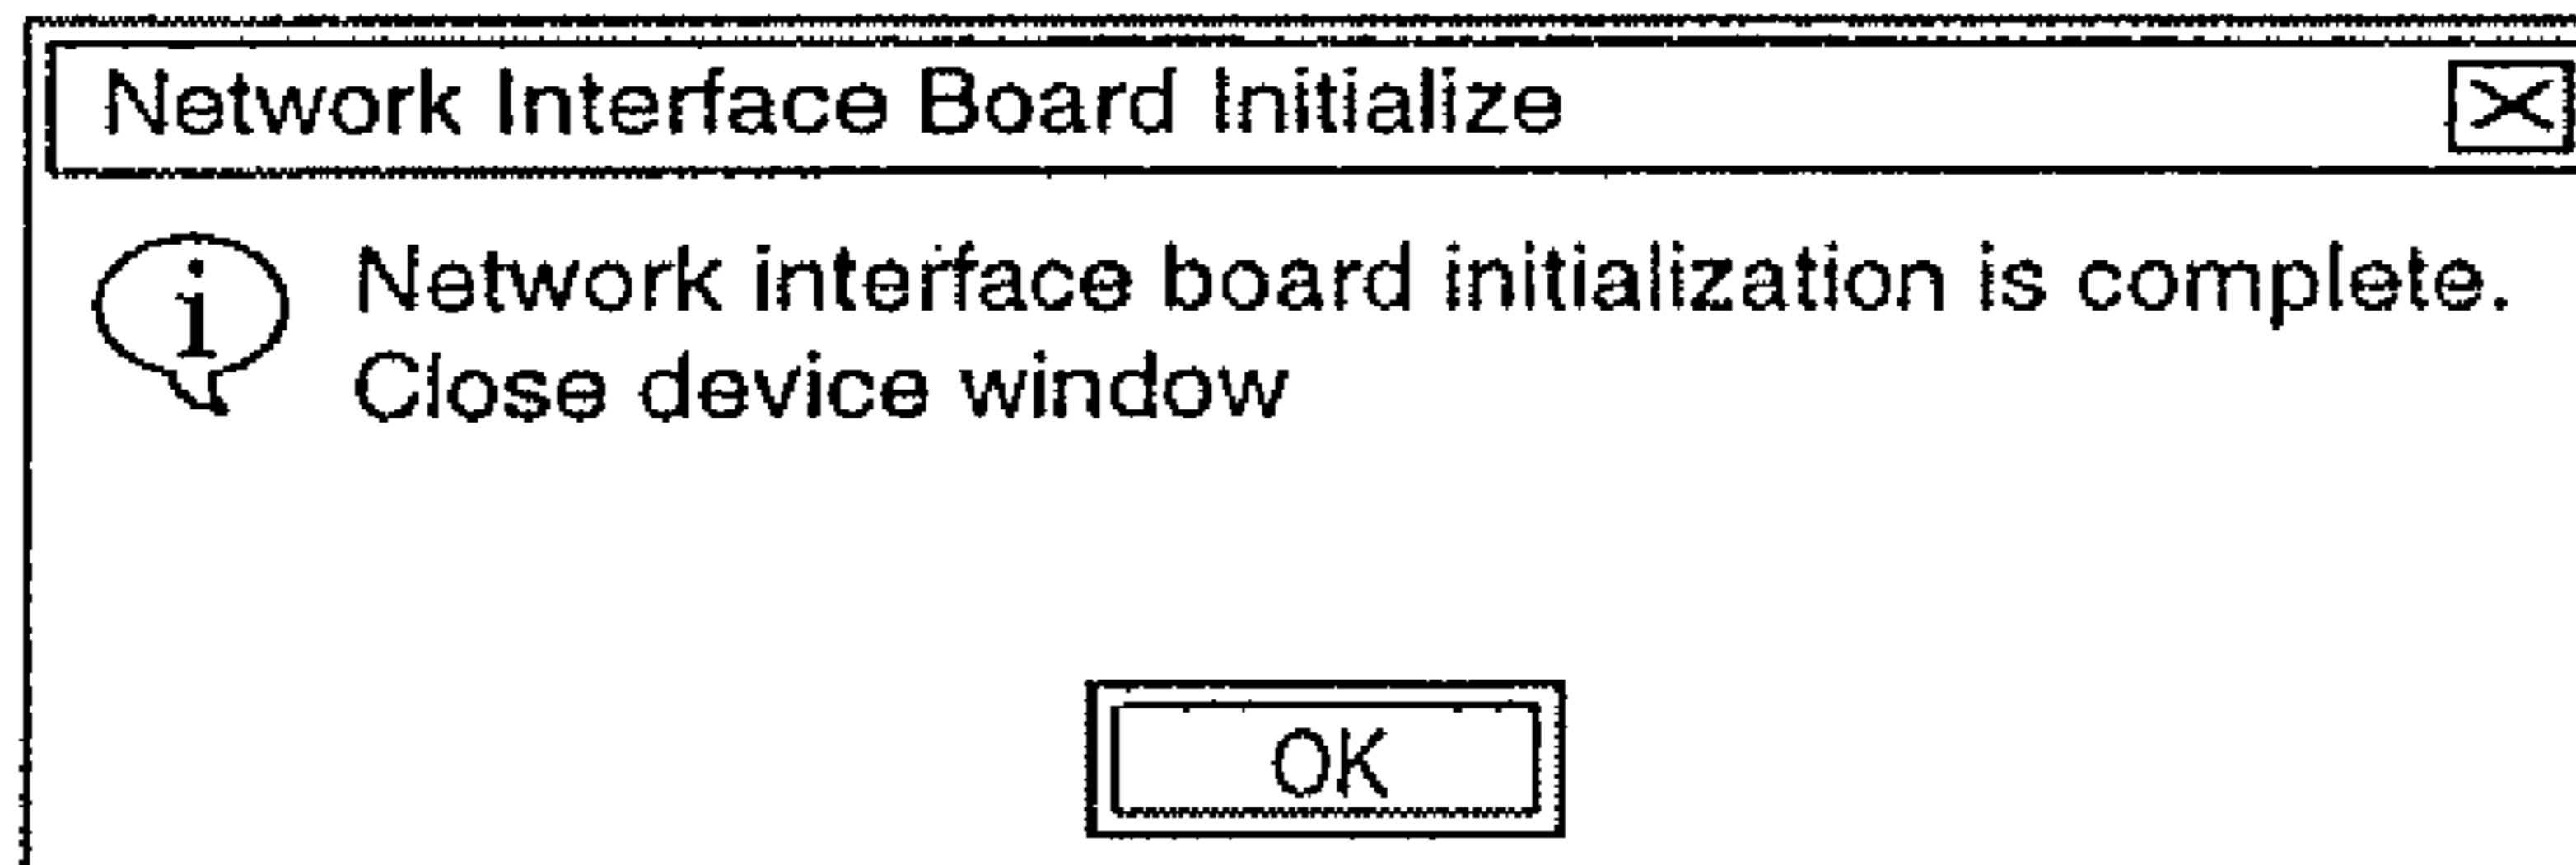 Network Interface Board Initialize
i
Network interface board initialization is complete.
Close device window
OK